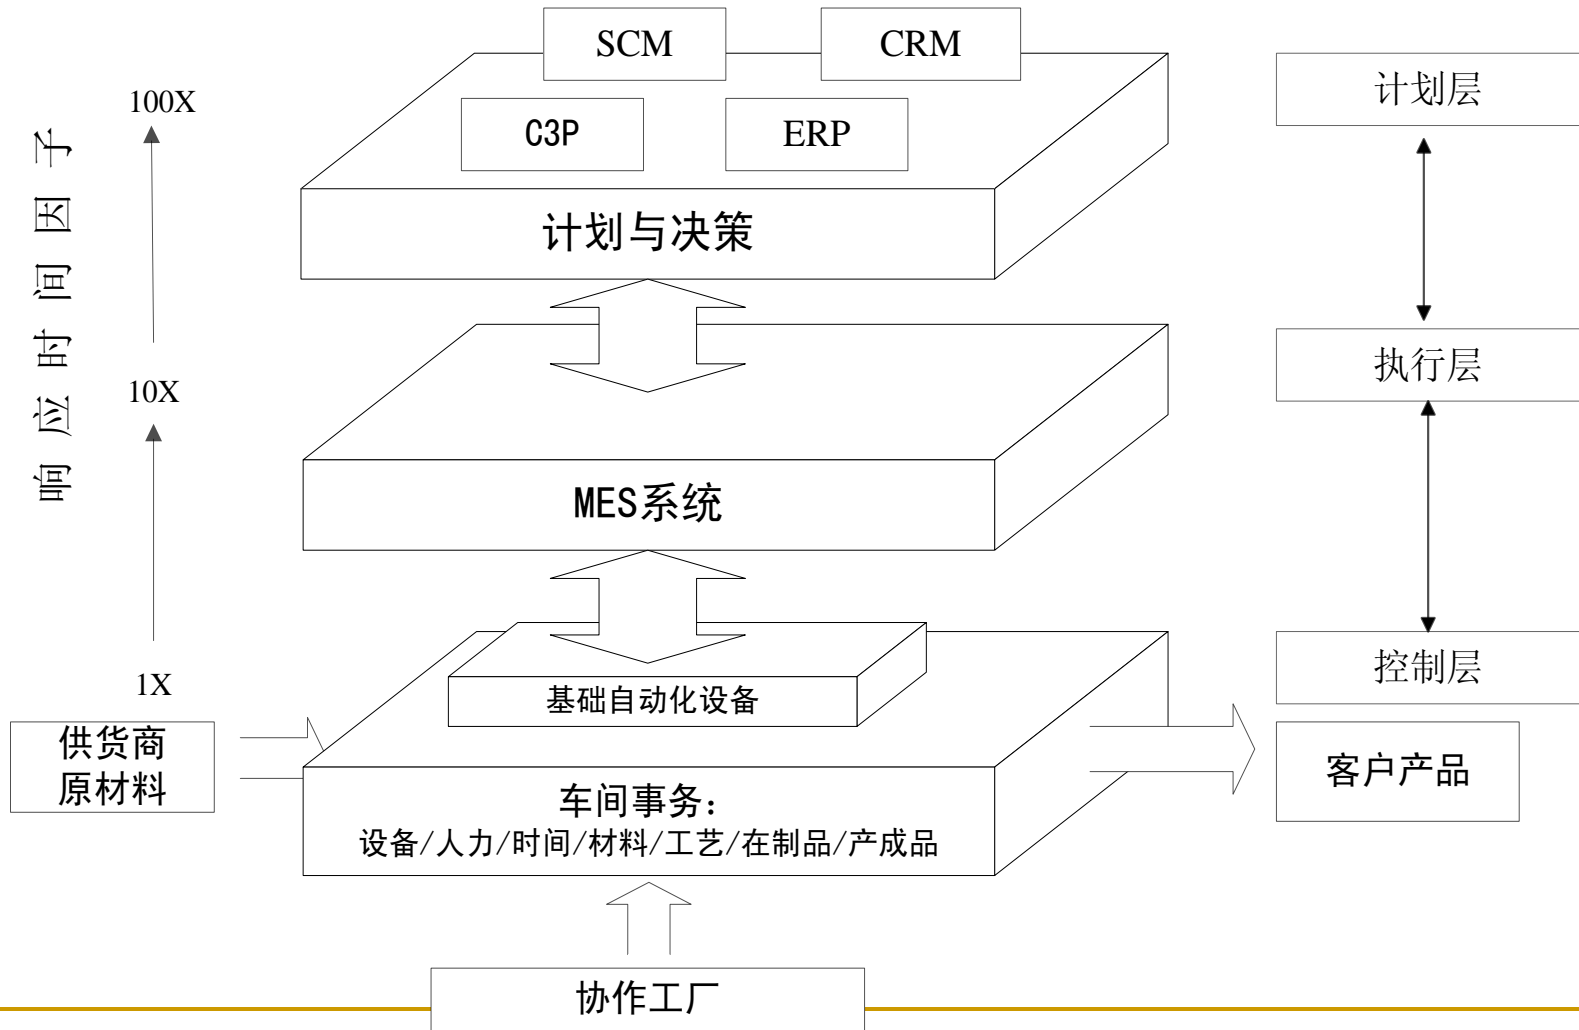 SCM
CRM
计划层
100X
C3P
ERP
计划与决策
响应时间因子
执行层
10X
MES系统
控制层
1X
基础自动化设备
供货商
原材料
客户产品
车间事务：
设备/人力/时间/材料/工艺/在制品/产成品
协作工厂